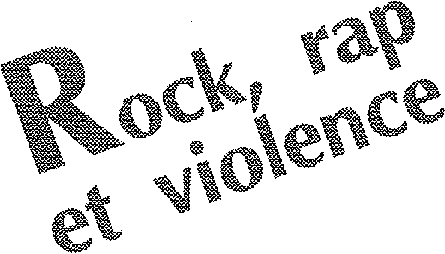 Rock, rap
et violence